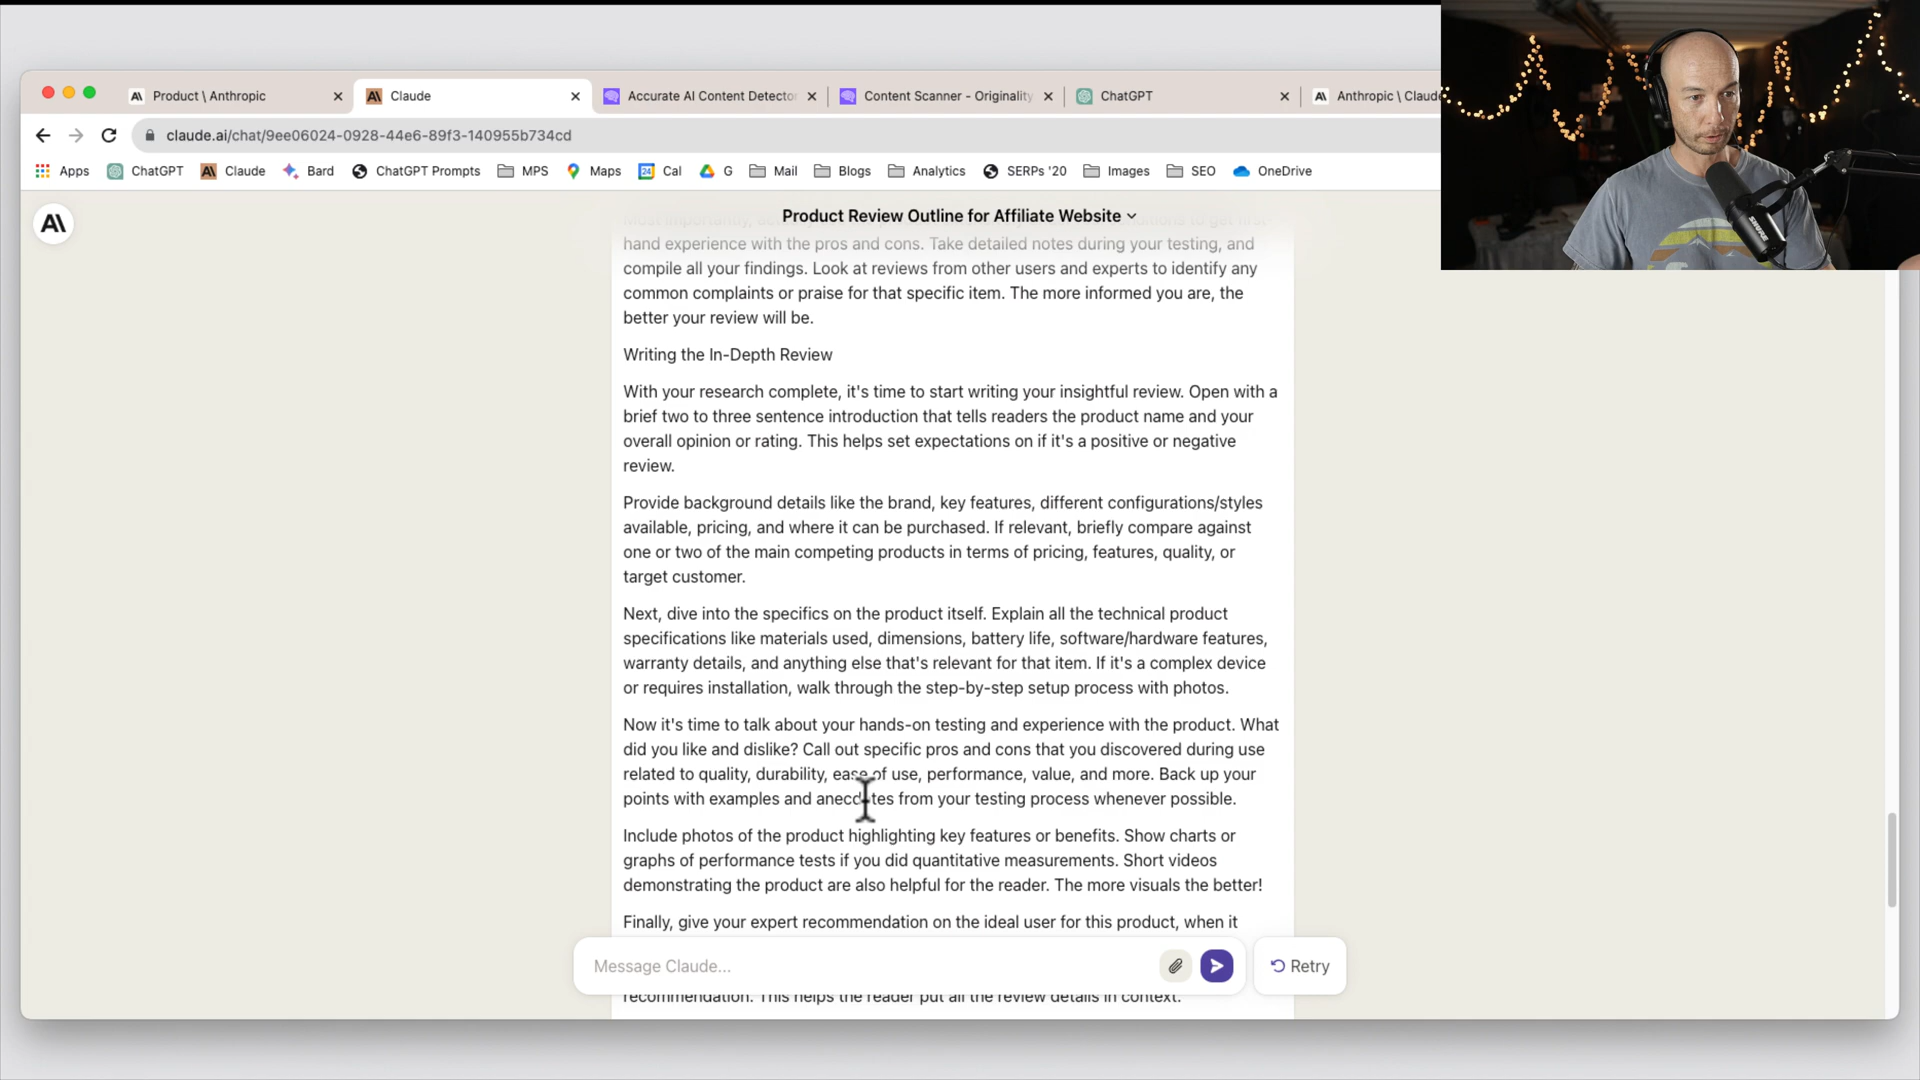 Product \ Anthropic
Claude
Accurate AI Content Detector
Content Scanner - Originality
ChatGPT
Anthropic \ Claude
claude.ai/chat/9ee06024-0928-44e6-89f3-140955b734cd
Apps
ChatGPT
Claude
Bard
ChatGPT Prompts
MPS
Maps
Cal
G
Mail
Blogs
Analytics
SERPs '20
Images
SEO
OneDrive
Product Review Outline for Affiliate Website
hand experience with the pros and cons. Take detailed notes during your testing, and
compile all your findings. Look at reviews from other users and experts to identify any
common complaints or praise for that specific item. The more informed you are, the
better your review will be.
Writing the In-Depth Review
With your research complete, it's time to start writing your insightful review. Open with a
brief two to three sentence introduction that tells readers the product name and your
overall opinion or rating. This helps set expectations on if it's a positive or negative
review.
Provide background details like the brand, key features, different configurations/styles
available, pricing, and where it can be purchased. If relevant, briefly compare against
one or two of the main competing products in terms of pricing, features, quality, or
target customer.
Next, dive into the specifics on the product itself. Explain all the technical product
specifications like materials used, dimensions, battery life, software/hardware features,
warranty details, and anything else that's relevant for that item. If it's a complex device
or requires installation, walk through the step-by-step setup process with photos.
Now it's time to talk about your hands-on testing and experience with the product. What
did you like and dislike? Call out specific pros and cons that you discovered during use
related to quality, durability, ease of use, performance, value, and more. Back up your
points with examples and anecdotes from your testing process whenever possible.
Include photos of the product highlighting key features or benefits. Show charts or
graphs of performance tests if you did quantitative measurements. Short videos
demonstrating the product are also helpful for the reader. The more visuals the better!
Finally, give your expert recommendation on the ideal user for this product, when it
Message Claude...
Retry
recommendation. This helps the reader put all the review details in context.
SHURE